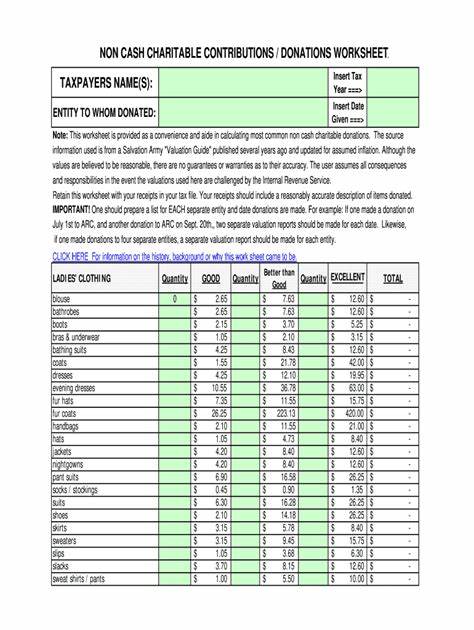 NON CASH CHARITABLE CONTRIBUTIONS / DONATIONS WORKSHEET.
TAXPAYERS NAME(S): Insert Tax Year ===>
ENTITY TO WHOM DONATED: Insert Date Given ===>
Note: This worksheet is provided as a convenience and aide in calculating most common non cash charitable donations. The source
information used is from a Salvation Army "Valuation Guide" published several years ago and updated for assumed inflation. Although the
values are believed to be reasonable, there are no guarantees or warranties as to their accuracy. The user assumes all consequences
and responsibilities in the event the valuations used here are challenged by the Internal Revenue Service.
Retain this worksheet with your receipts in your tax file. Your receipts should include a reasonably accurate description of items donated.
IMPORTANT! One should prepare a list for EACH separate entity and date donations are made. For example: If one made a donation on
July 1st to ARC, and another donation to ARC on Sept. 20th,, two separate valuation reports should be made for each date. Likewise,
if one made donations to four separate entities, a separate valuation report should be made for each entity.
CLICK HERE For information on the history, background or why this work sheet came to be.
LADIES' CLOTHING Quantity GOOD Quantity Better than Good Quantity EXCELLENT TOTAL
blouse 0 $ 2.65 $ 7.63 $ 12.60 $ -
bathrobes $ 2.65 $ 7.63 $ 12.60 $ -
boots $ 2.15 $ 3.70 $ 5.25 $ -
bras & underwear $ 1.05 $ 2.10 $ 3.15 $ -
bathing suits $ 4.25 $ 8.43 $ 12.60 $ -
coats $ 1.55 $ 21.78 $ 42.00 $ -
dresses $ 4.25 $ 12.10 $ 19.95 $ -
evening dresses $ 10.55 $ 36.78 $ 63.00 $ -
fur hats $ 7.35 $ 11.55 $ 15.75 $ -
fur coats $ 26.25 $ 223.13 $ 420.00 $ -
handbags $ 2.10 $ 11.55 $ 21.00 $ -
hats $ 1.05 $ 4.73 $ 8.40 $ -
jackets $ 4.20 $ 8.40 $ 12.60 $ -
nightgowns $ 4.20 $ 8.40 $ 12.60 $ -
pant suits $ 6.90 $ 16.58 $ 26.25 $ -
socks / stockings $ 0.45 $ 0.90 $ 1.35 $ -
suits $ 6.30 $ 16.28 $ 26.25 $ -
shoes $ 2.10 $ 14.18 $ 26.25 $ -
skirts $ 3.15 $ 5.78 $ 8.40 $ -
sweaters $ 3.15 $ 9.45 $ 15.75 $ -
slips $ 1.05 $ 3.68 $ 6.30 $ -
slacks $ 3.70 $ 8.15 $ 12.60 $ -
sweat shirts / pants $ 1.00 $ 5.50 $ 10.00 $ -